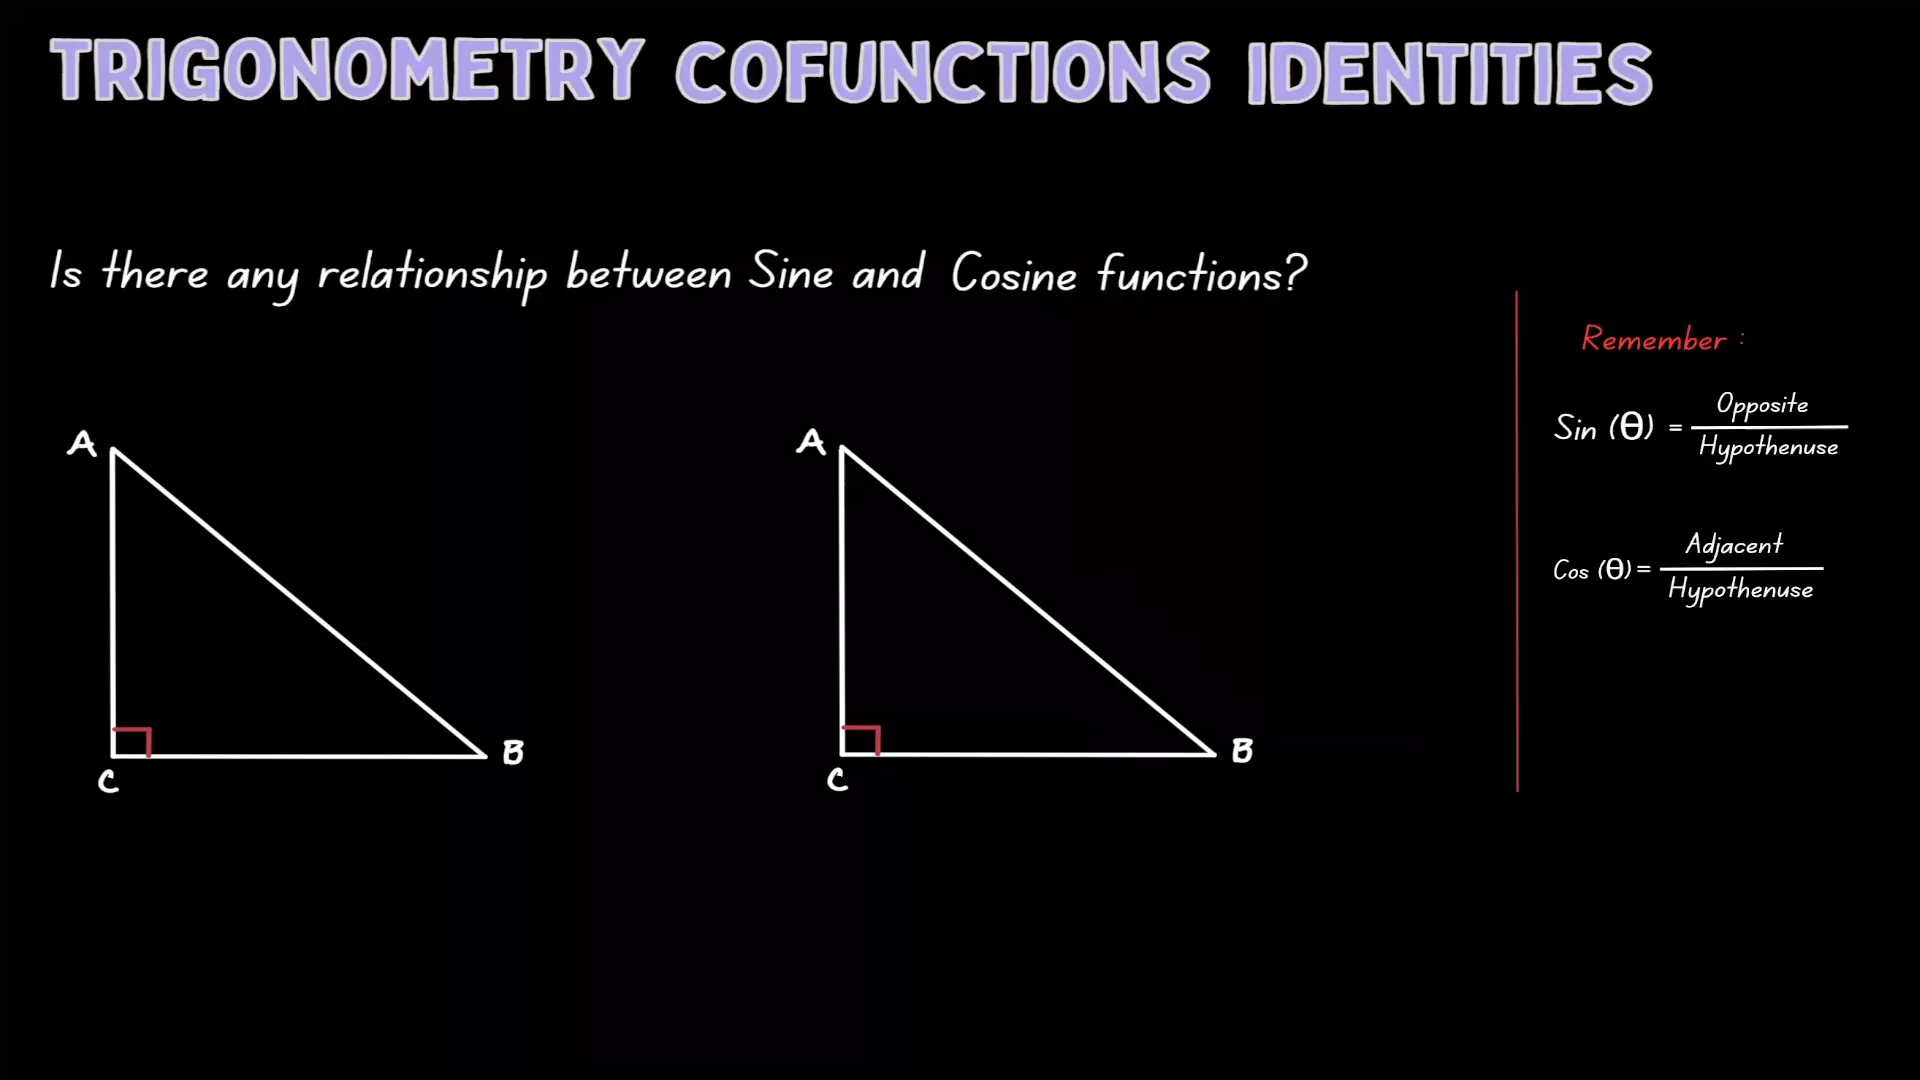 TRIGONOMETRY COFUNCTIONS IDENTITIES
Is there any relationship between Sine and Cosine functions?
A
B
C
A
B
C
Remember :
Sin (θ) = Opposite
Hypothenuse
Cos (θ) = Adjacent
Hypothenuse